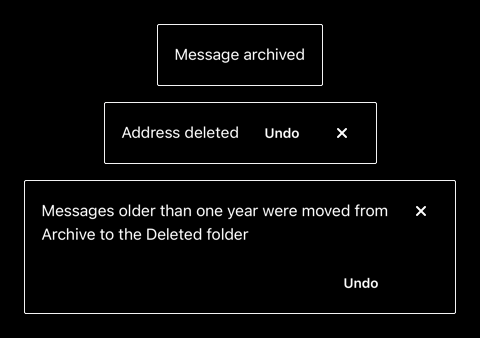 Message archived
Address deleted Undo ×
Messages older than one year were moved from ×
Archive to the Deleted folder
Undo